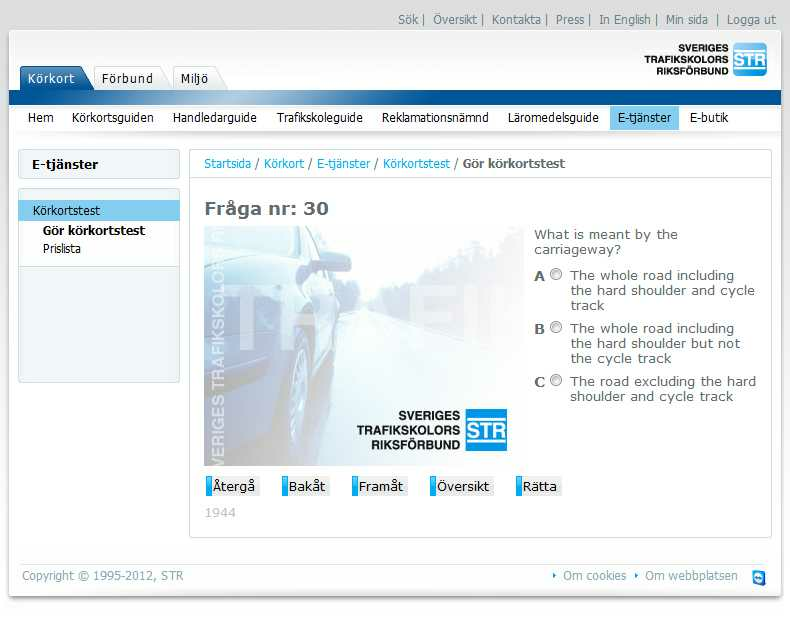 Sök | Översikt | Kontakta | Press | In English | Min sida | Logga ut
SVERIGES
TRAFIKSKOLORS
RIKSFÖRBUND
STR
Körkort Förbund Miljö
Hem Körkortsguiden Handledarguide Trafikskoleguide Reklamationsnämnd Läromedelsguide E-tjänster E-butik
E-tjänster
Körkortstest
Gör körkortstest
Prislista
Startsida / Körkort / E-tjänster / Körkortstest / Gör körkortstest
Fråga nr: 30
SVERIGES
TRAFIKSKOLORS
RIKSFÖRBUND
STR
What is meant by the
carriageway?
A The whole road including
the hard shoulder and cycle
track
B The whole road including
the hard shoulder but not
the cycle track
C The road excluding the hard
shoulder and cycle track
Återgå Bakåt Framåt Översikt Rätta
1944
Copyright © 1995-2012, STR
Om cookies Om webbplatsen